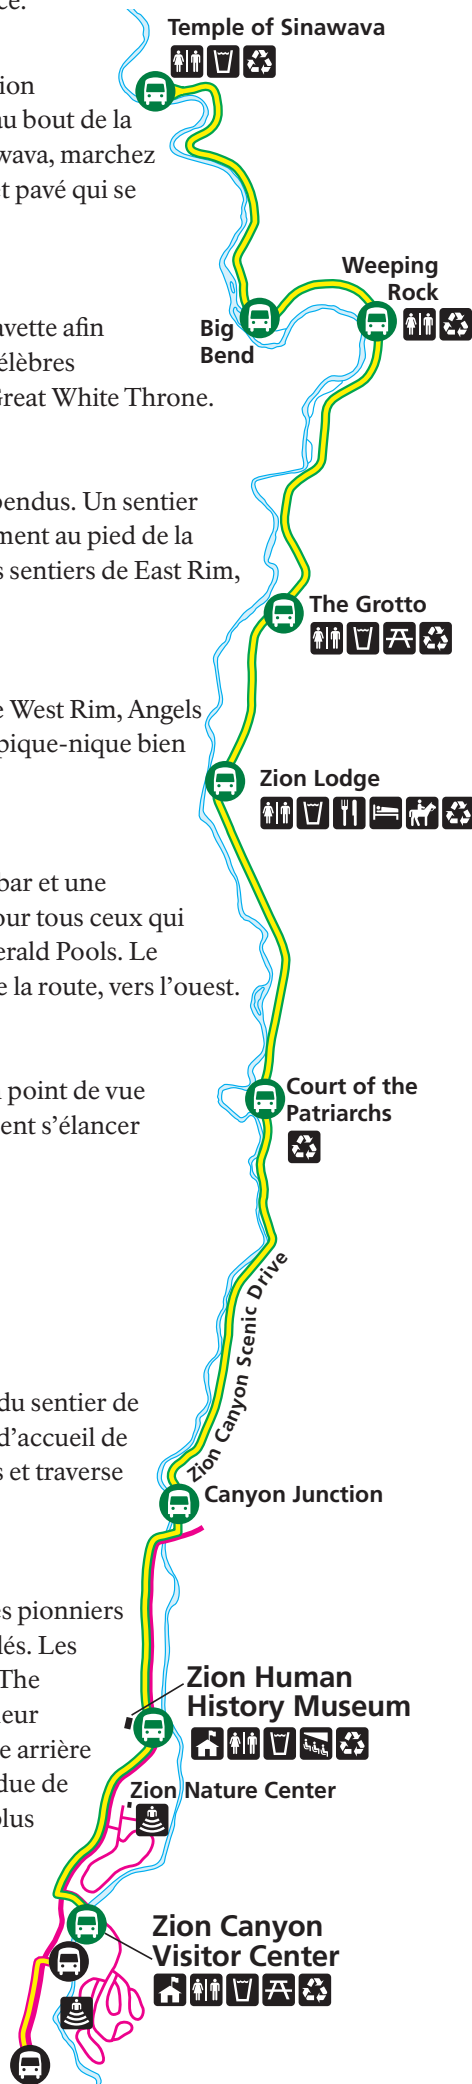 ce.
Temple of Sinawava
ion
au bout de la
wava, marchez
et pavé qui se
Weeping
Rock
Big
Bend
avette afin
élèbres
Great White Throne.
pendus. Un sentier
ment au pied de la
s sentiers de East Rim,
The Grotto
e West Rim, Angels
pique-nique bien
Zion Lodge
bar et une
our tous ceux qui
erald Pools. Le
e la route, vers l’ouest.
Court of the
Patriarchs
n point de vue
ent s’élancer
Zion Canyon Scenic Drive
du sentier de
d’accueil de
s et traverse
Canyon Junction
es pionniers
lés. Les
The
eur
e arrière
due de
plus
Zion Human
History Museum
Zion Nature Center
Zion Canyon
Visitor Center